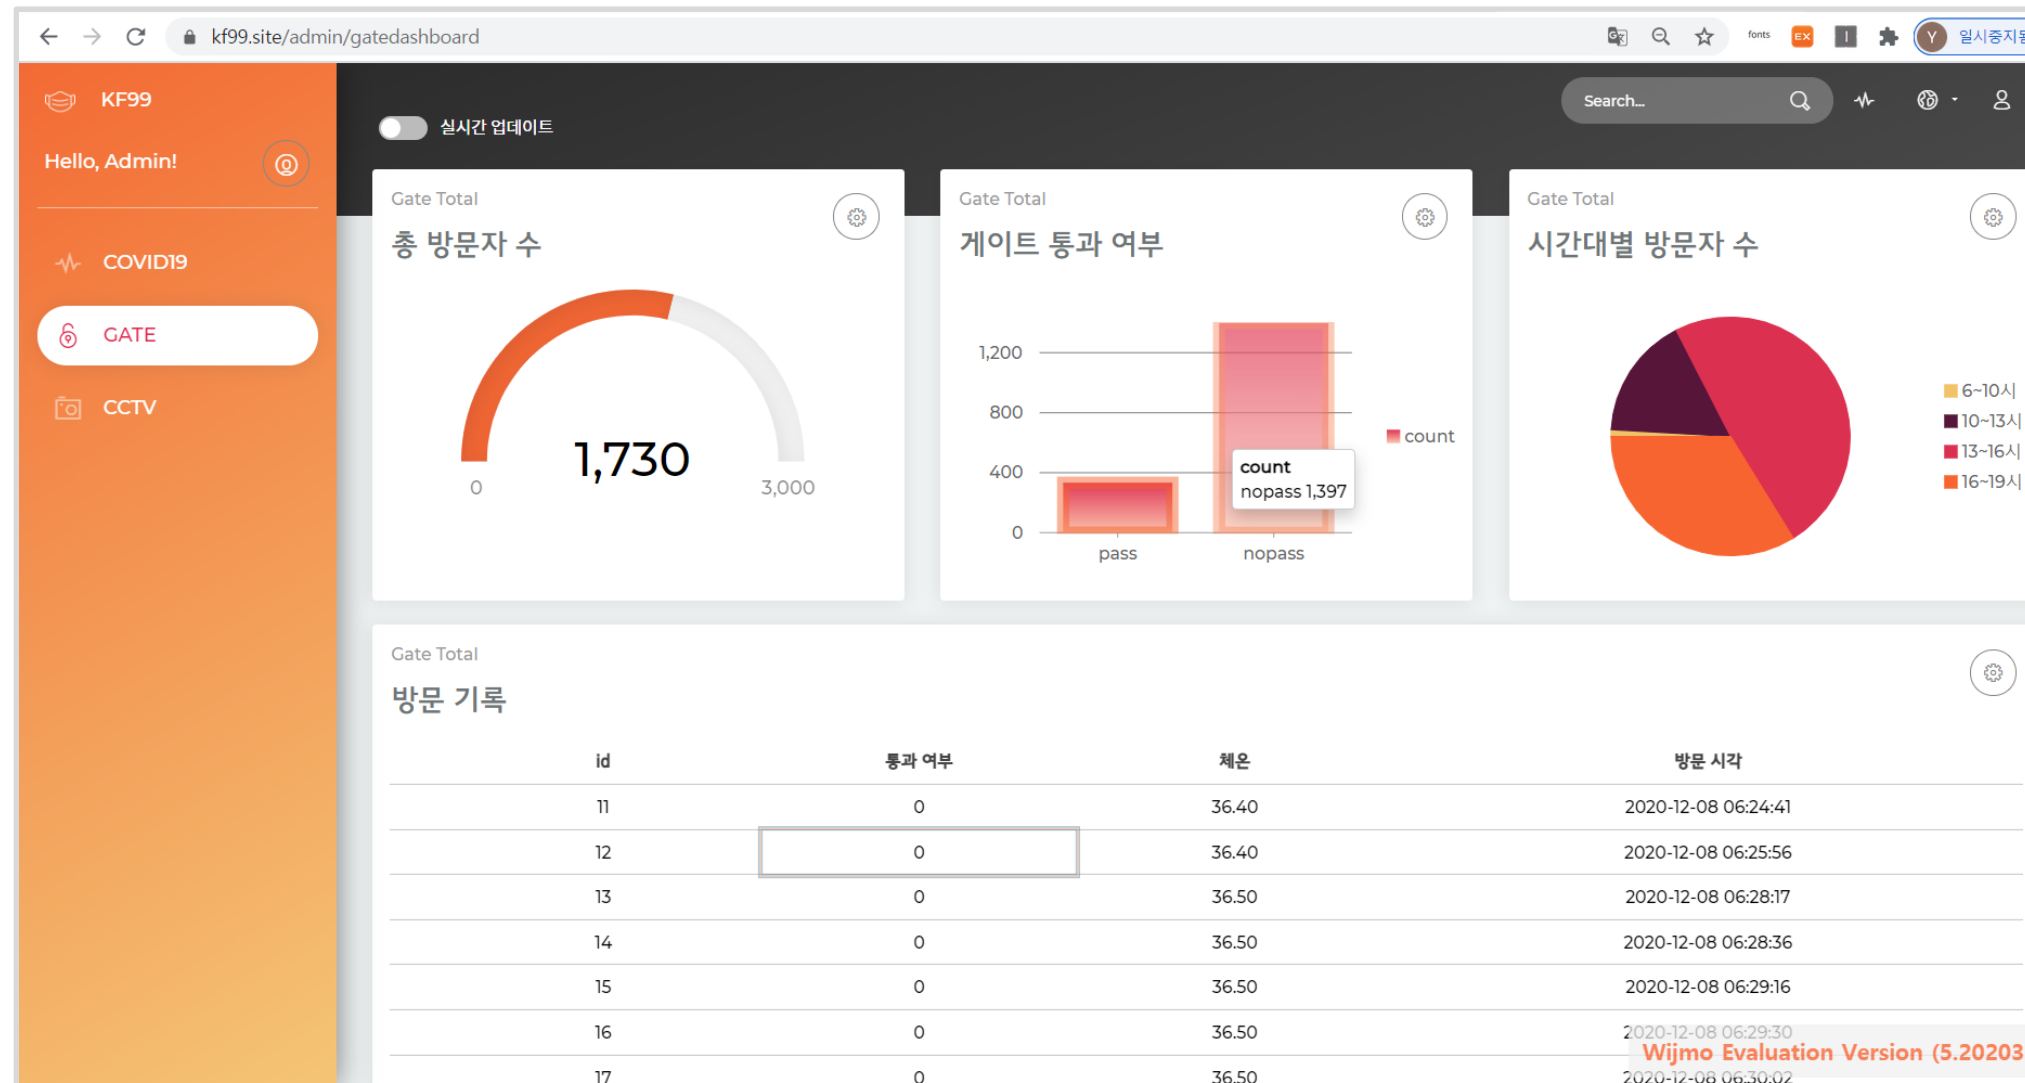 kf99.site/admin/gatedashboard
fonts
EX
Y
일시중지됨
KF99
Hello, Admin!
COVID19
GATE
CCTV
실시간 업데이트
Search...
Gate Total
총 방문자 수
1,730
0
3,000
Gate Total
게이트 통과 여부
1,200
800
400
0
pass
nopass
count
count
nopass 1,397
Gate Total
시간대별 방문자 수
6~10시
10~13시
13~16시
16~19시
Gate Total
방문 기록
id 통과 여부 체온 방문 시각
11 0 36.40 2020-12-08 06:24:41
12 0 36.40 2020-12-08 06:25:56
13 0 36.50 2020-12-08 06:28:17
14 0 36.50 2020-12-08 06:28:36
15 0 36.50 2020-12-08 06:29:16
16 0 36.50 2020-12-08 06:29:30
17 0 36.50 2020-12-08 06:30:02
Wijmo Evaluation Version (5.20203